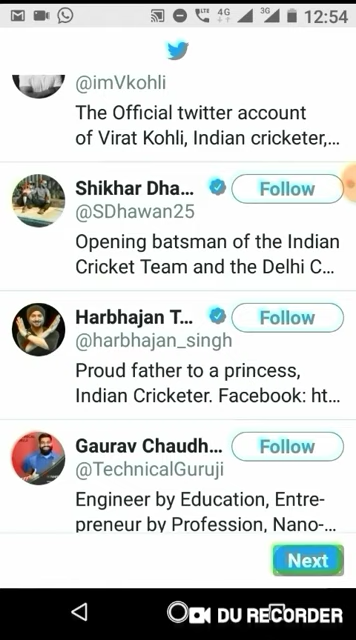 LTE 4G 3G 12:54
@imVkohli
The Official twitter account
of Virat Kohli, Indian cricketer,...
Shikhar Dha... Follow
@SDhawan25
Opening batsman of the Indian
Cricket Team and the Delhi C...
Harbhajan T... Follow
@harbhajan_singh
Proud father to a princess,
Indian Cricketer. Facebook: ht...
Gaurav Chaudh... Follow
@TechnicalGuruji
Engineer by Education, Entre-
preneur by Profession, Nano-...
Next
DU RECORDER